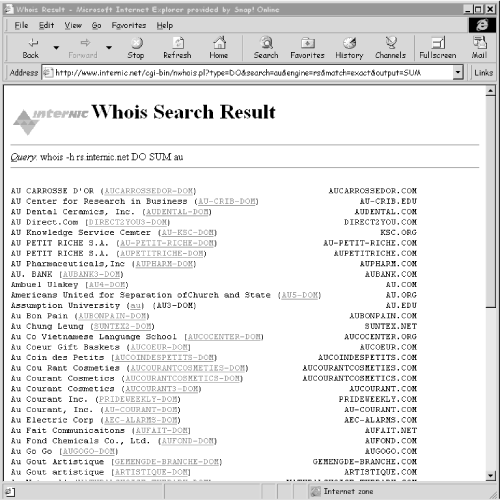 Whois Result - Microsoft Internet Explorer provided by Snap! Online
File Edit View Go Favorites Help
Back Forward Stop Refresh Home Search Favorites History Channels Fullscreen Mail
Address http://www.internic.net/cgi-bin/nwhois.pl?type=DO&search=au&engine=rs&match=exact&output=SUM Links
InterNIC Whois Search Result
Query: whois -h rs.internic.net DO SUM au
AU CARROSSE D'OR (AUCARROSSEDOR-DOM) AUCARROSSEDOR.COM
AU Center for Research in Business (AU-CRIB-DOM) AU-CRIB.EDU
AU Dental Ceramics, Inc. (AUDENTAL-DOM) AUDENTAL.COM
AU Direct.Com (DIRECT2YOU3-DOM) AUDIRECT.COM
AU Knowledge Service Cemter (AU-KSC-DOM) KSC.ORG
AU PETIT RICHE S.A. (AU-PETIT-RICHE-DOM) AU-PETIT-RICHE.COM
AU PETIT RICHE S.A. (AUPETITRICHE-DOM) AUPETITRICHE.COM
AU Pharmaceuticals,Inc (AUPHARM-DOM) AUPHARM.COM
AU. BANK (AUBANK3-DOM) AUBANK.COM
Ambuel Ulakey (AU4-DOM) AU.COM
Americans United for Separation ofChurch and State (AU5-DOM) AU.ORG
Assumption University (au) (AU3-DOM) AU.EDU
Au Bon Pain (AUBONPAIN-DOM) AUBONPAIN.COM
Au Chung Leung (SUNTEX2-DOM) SUNTEX.NET
Au Co Vietnamese Language School (AUCOCENTER-DOM) AUCOCENTER.ORG
Au Coeur Gift Baskets (AUCOEUR-DOM) AUCOEUR.COM
Au Coin des Petits (AUCOINDESPETITS-DOM) AUCOINDESPETITS.COM
Au Cou Rant Cosmeties (AUCOURANTCOSMETIES-DOM) AUCOURANTCOSMETIES.COM
Au Courant Cosmetics (AUCOURANTCOSMETICS-DOM) AUCOURANTCOSMETICS.COM
Au Courant Cosmetics (AUCOURANT3-DOM) AUCOURANT.COM
Au Courant Inc. (PRIDEWEEKLY-DOM) PRIDEWEEKLY.COM
Au Courant, Inc. (AU-COURANT-DOM) AU-COURANT.COM
Au Electric Corp (AEC-ALARMS-DOM) AEC-ALARMS.COM
Au Fait Communicaitons (AUFAIT-DOM) AUFAIT.NET
Au Fond Chemicals Co., Ltd. (AUFOND-DOM) AUFOND.COM
Au Go Go (AUGOGO-DOM) AUGOGO.COM
Au Gout Artistique (GEMENGDE-BRANCHE-DOM) GEMENGDE-BRANCHE.COM
Au Gout artistique (ARTISTIQUE-DOM) ARTISTIQUE.COM
Internet zone